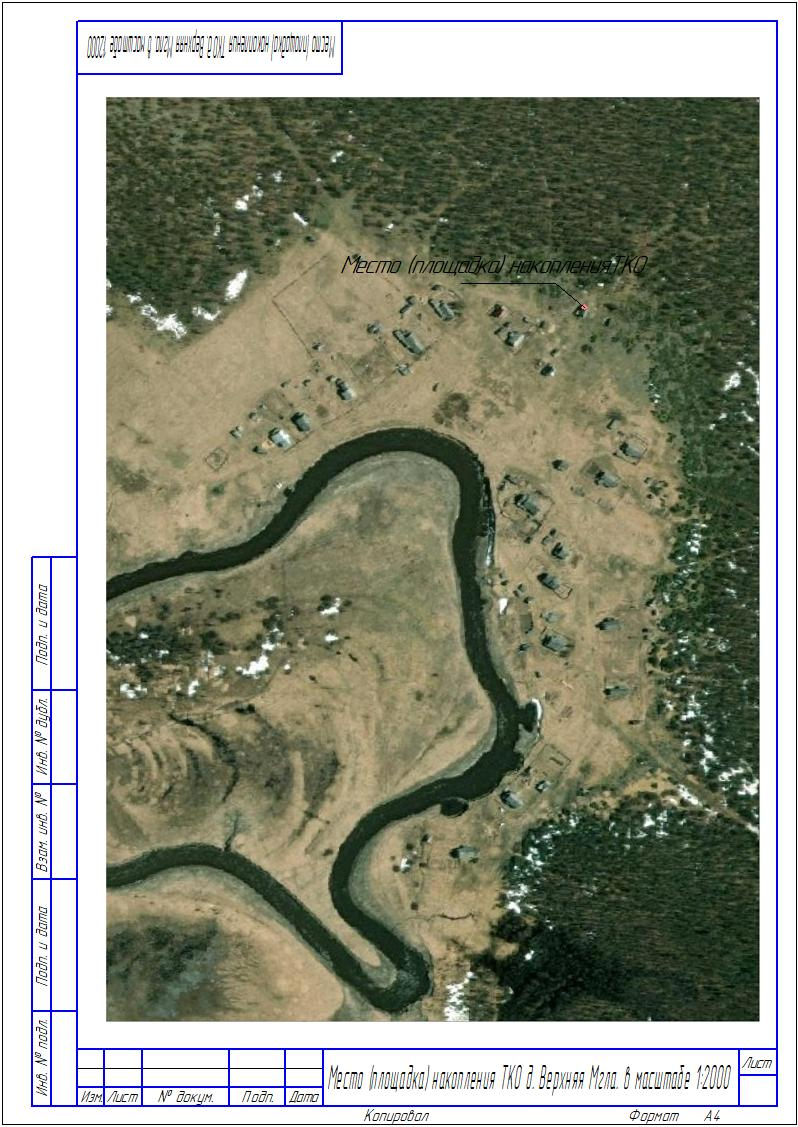 Место (площадка) накопления ТКО д. Верхняя Мгла. в масштабе 1:2000
Место (площадка) накопления ТКО
Подп. и дата
Инв. № дубл.
Взам. инв. №
Подп. и дата
Инв. № подл.
Изм. Лист № докум. Подп. Дата
Место (площадка) накопления ТКО д. Верхняя Мгла. в масштабе 1:2000
Лист
Копировал Формат А4